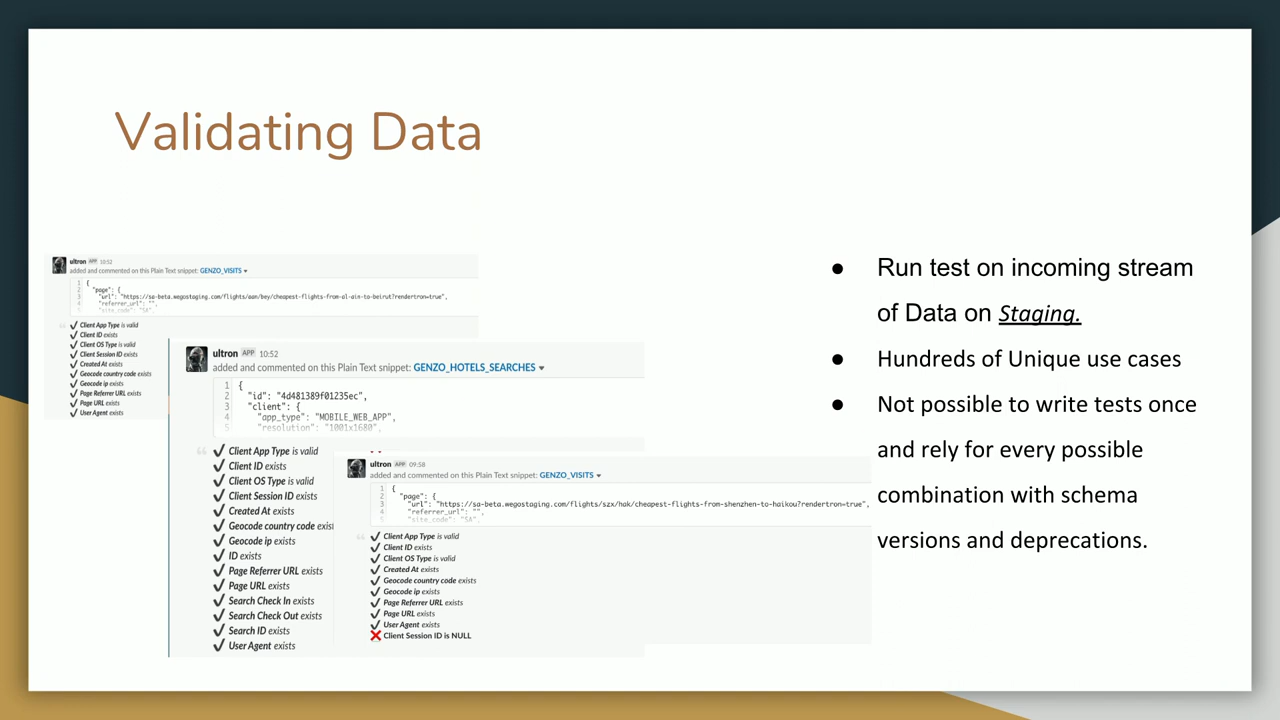 Validating Data
ultron APP 10:52
added and commented on this Plain Text snippet: GENZO_VISITS
1 {
2 "page": {
3 "url": "https://sa-beta.wegostaging.com/flights/aan/bey/cheapest-flights-from-al-ain-to-beirut?rendertron=true",
4 "referrer_url": "",
5 "site_code": "SA",
✔ Client App Type is valid
✔ Client ID exists
✔ Client OS Type is valid
✔ Client Session ID exists
✔ Created At exists
✔ Geocode country code exists
✔ Geocode ip exists
✔ Page Referrer URL exists
✔ Page URL exists
✔ User Agent exists
ultron APP 10:52
added and commented on this Plain Text snippet: GENZO_HOTELS_SEARCHES
1 {
2 "id": "4d481389f01235ec",
3 "client": {
4 "app_type": "MOBILE_WEB_APP",
5 "resolution": "1001x1680",
✔ Client App Type is valid
✔ Client ID exists
✔ Client OS Type is valid
✔ Client Session ID exists
✔ Created At exists
✔ Geocode country code exist
✔ Geocode ip exists
✔ ID exists
✔ Page Referrer URL exists
✔ Page URL exists
✔ Search Check In exists
✔ Search Check Out exists
✔ Search ID exists
✔ User Agent exists
ultron APP 09:58
added and commented on this Plain Text snippet: GENZO_VISITS
1 {
2 "page": {
3 "url": "https://sa-beta.wegostaging.com/flights/szx/hak/cheapest-flights-from-shenzhen-to-haikou?rendertron=true",
4 "referrer_url": "",
5 "site_code": "SA",
✔ Client App Type is valid
✔ Client ID exists
✔ Client OS Type is valid
✔ Created At exists
✔ Geocode country code exists
✔ Geocode ip exists
✔ Page Referrer URL exists
✔ Page URL exists
✔ User Agent exists
❌ Client Session ID is NULL
● Run test on incoming stream
of Data on Staging.
● Hundreds of Unique use cases
● Not possible to write tests once
and rely for every possible
combination with schema
versions and deprecations.